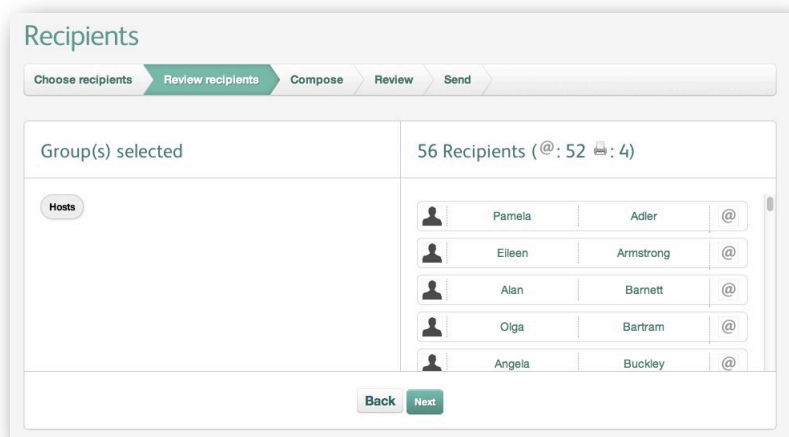 Recipients
Choose recipients Review recipients Compose Review Send
Group(s) selected
56 Recipients (@: 52 : 4)
Hosts
Pamela Adler @
Eileen Armstrong @
Alan Barnett @
Olga Bartram @
Angela Buckley @
Back Next